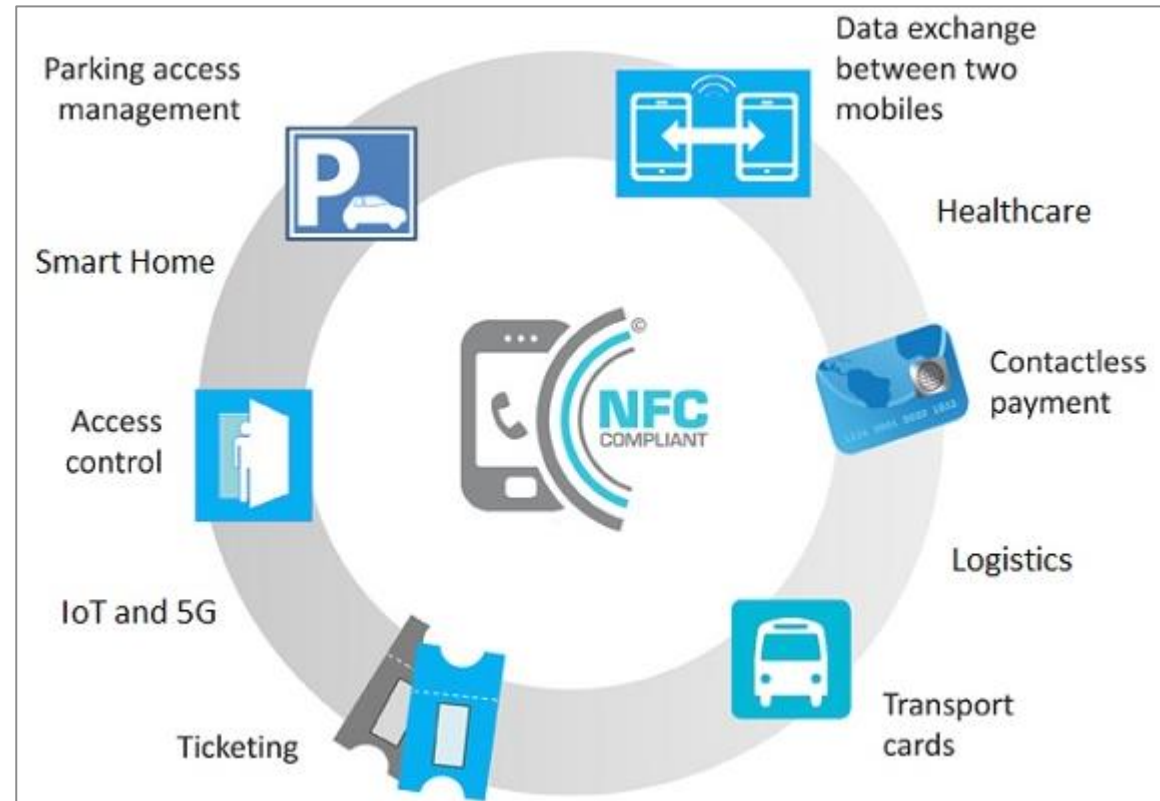 Data exchange
between two
mobiles
Parking access
management
P
Healthcare
Smart Home
©
NFC
COMPLIANT
Contactless
payment
Access
control
Logistics
IoT and 5G
Transport
cards
Ticketing